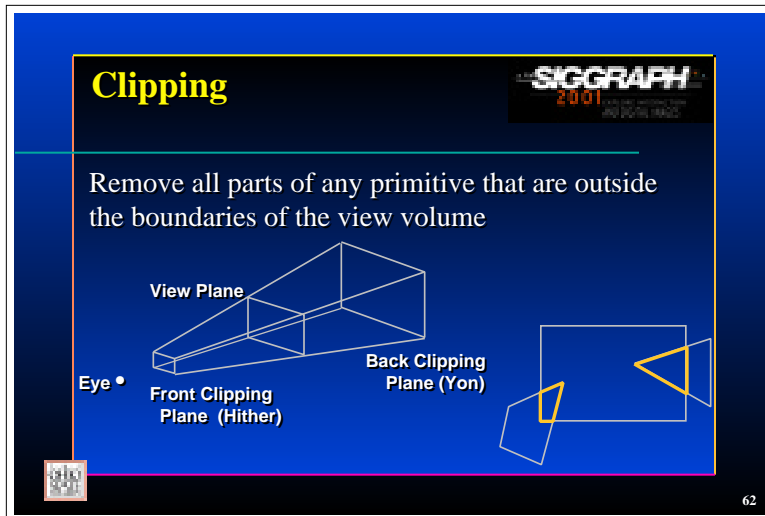 Clipping
SIGGRAPH
2001
Remove all parts of any primitive that are outside
the boundaries of the view volume
View Plane
Eye
Front Clipping
Plane (Hither)
Back Clipping
Plane (Yon)
62